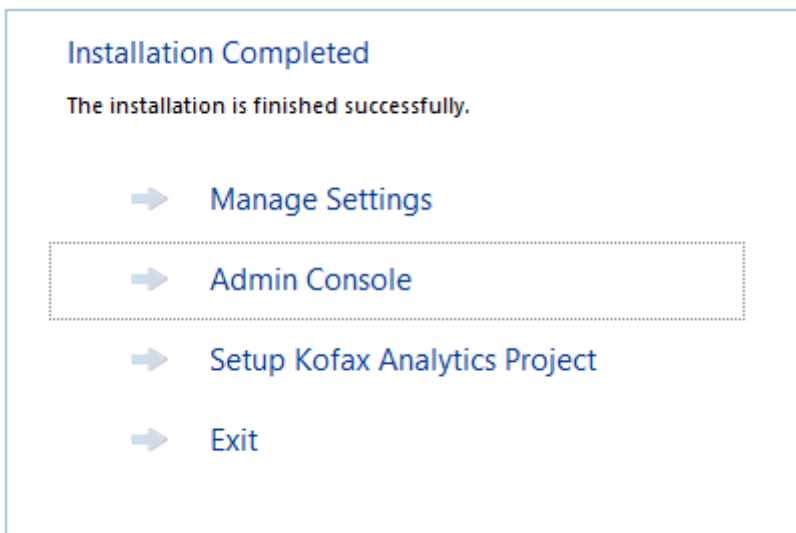 Installation Completed
The installation is finished successfully.
Manage Settings
Admin Console
Setup Kofax Analytics Project
Exit